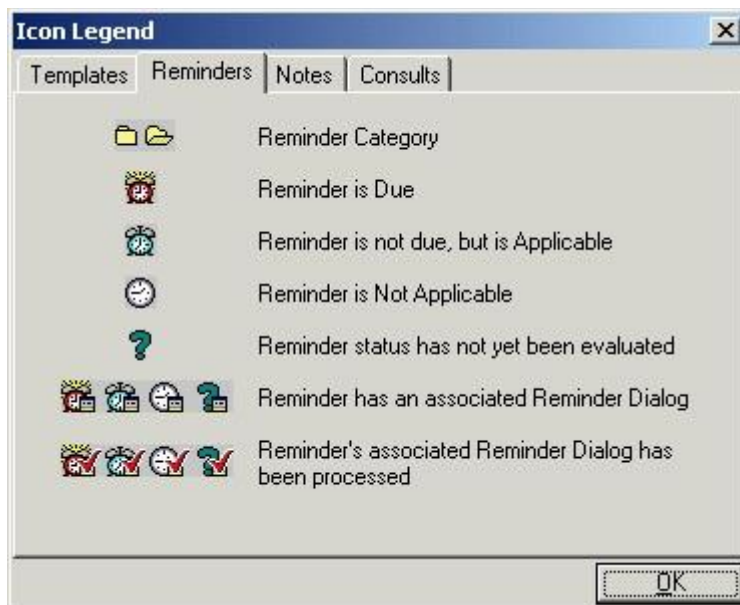 Icon Legend
Templates Reminders Notes Consults
Reminder Category
Reminder is Due
Reminder is not due, but is Applicable
Reminder is Not Applicable
Reminder status has not yet been evaluated
Reminder has an associated Reminder Dialog
Reminder's associated Reminder Dialog has
been processed
OK